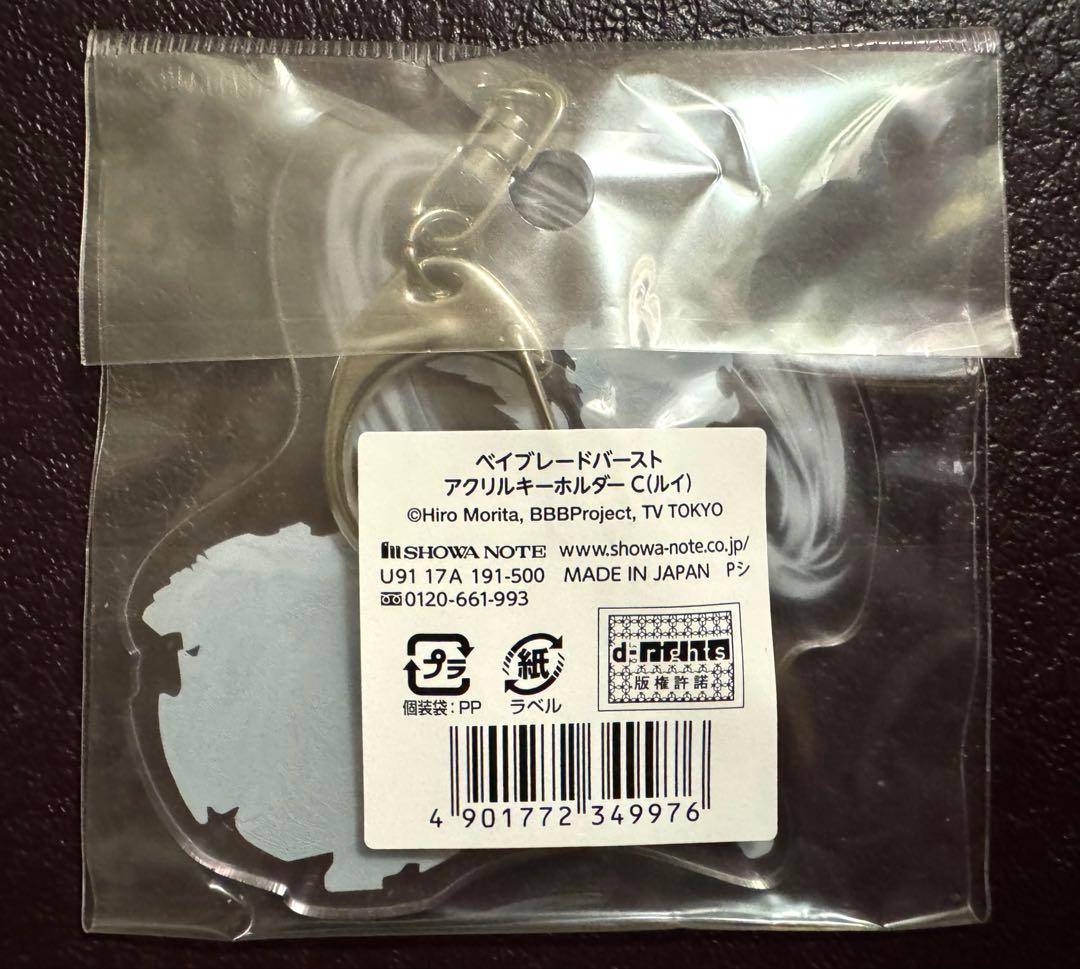 ベイブレードバースト
アクリルキーホルダー C(ルイ)
©Hiro Morita, BBBProject, TV TOKYO
SHOWA NOTE www.showa-note.co.jp/
U91 17A 191-500 MADE IN JAPAN Pシ
0120-661-993
プラ
個装袋:PP
紙
ラベル
d-rights
版権許諾
4 901772 349976